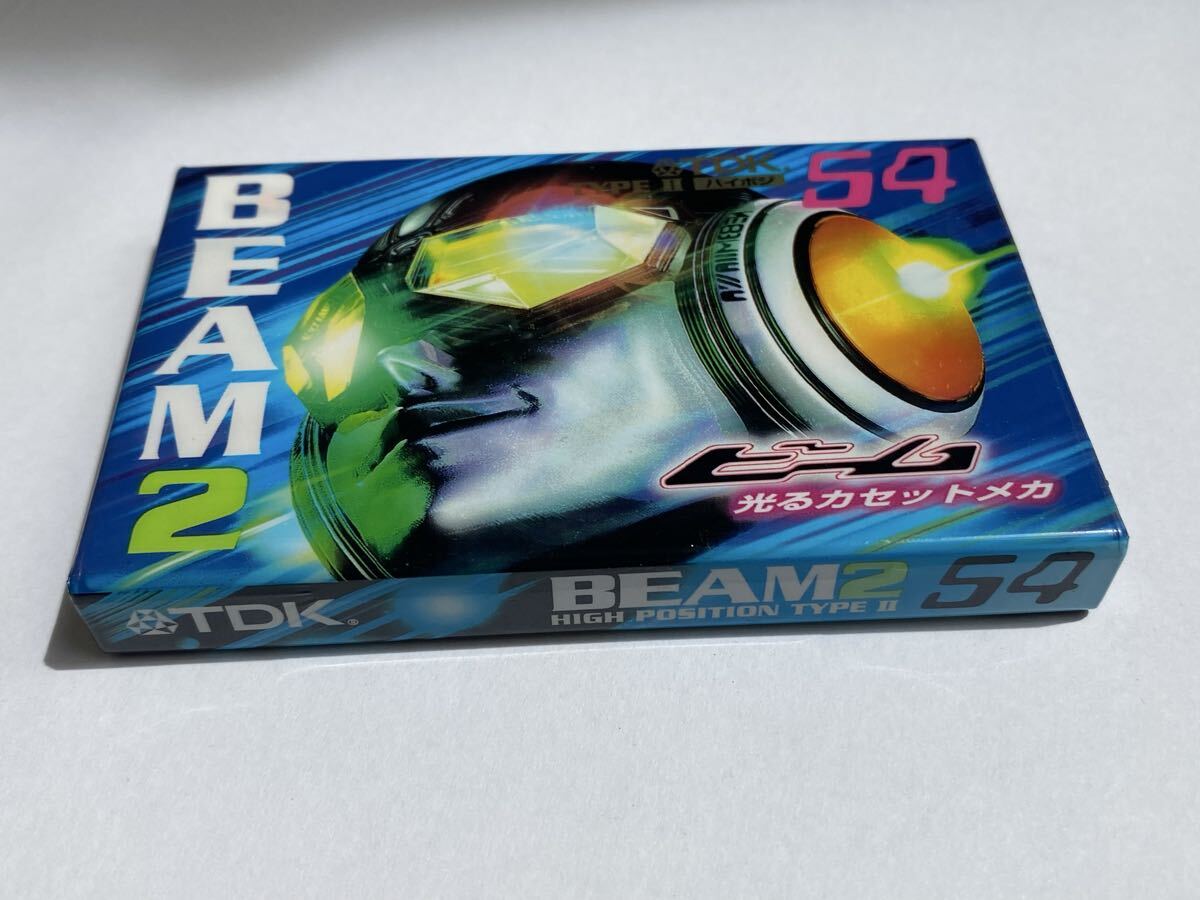 BEAM
2
TDK
TYPE II ハイポジ
54
ビーム
光るカセットメカ
TDK®
BEAM2
HIGH POSITION TYPE II
54